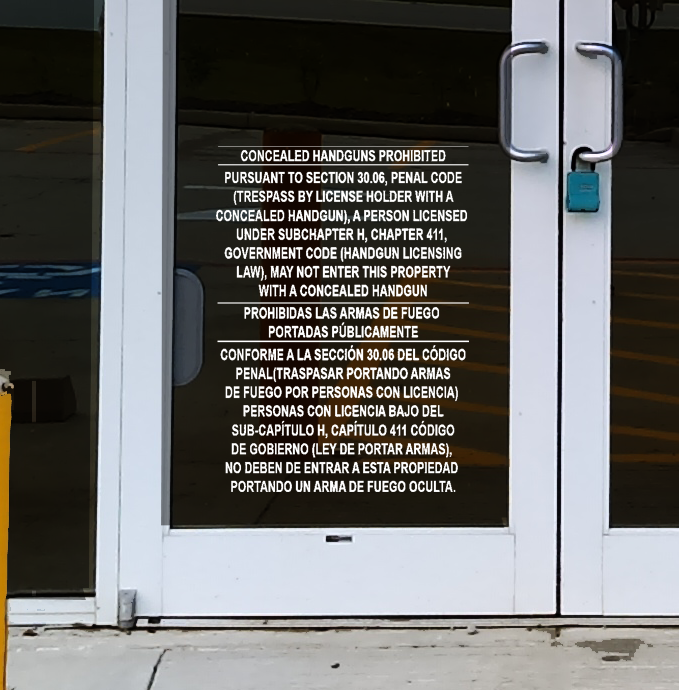 CONCEALED HANDGUNS PROHIBITED
PURSUANT TO SECTION 30.06, PENAL CODE
(TRESPASS BY LICENSE HOLDER WITH A
CONCEALED HANDGUN), A PERSON LICENSED
UNDER SUBCHAPTER H, CHAPTER 411,
GOVERNMENT CODE (HANDGUN LICENSING
LAW), MAY NOT ENTER THIS PROPERTY
WITH A CONCEALED HANDGUN
PROHIBIDAS LAS ARMAS DE FUEGO
PORTADAS PÚBLICAMENTE
CONFORME A LA SECCIÓN 30.06 DEL CÓDIGO
PENAL(TRASPASAR PORTANDO ARMAS
DE FUEGO POR PERSONAS CON LICENCIA)
PERSONAS CON LICENCIA BAJO DEL
SUB-CAPÍTULO H, CAPÍTULO 411 CÓDIGO
DE GOBIERNO (LEY DE PORTAR ARMAS),
NO DEBEN DE ENTRAR A ESTA PROPIEDAD
PORTANDO UN ARMA DE FUEGO OCULTA.